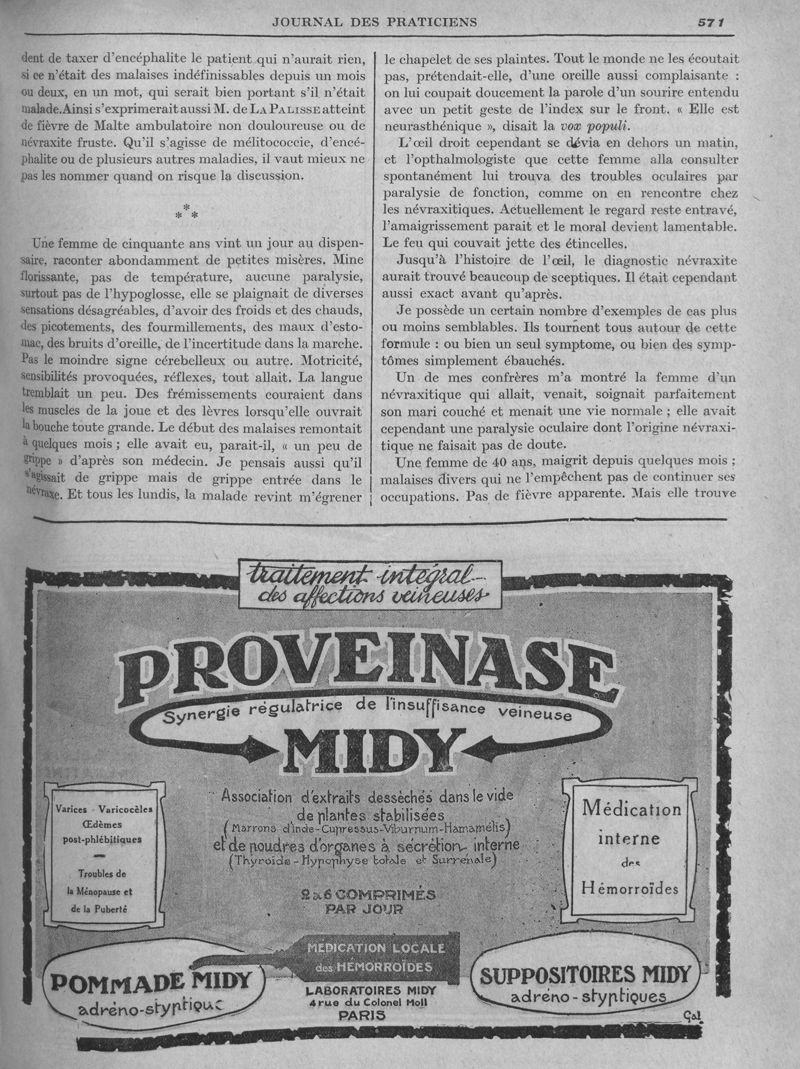 JOURNAL DES PRATICIENS 571
dent de taxer d'encéphalite le patient qui n'aurait rien,
si ce n'était des malaises indéfinissables depuis un mois
ou deux, en un mot, qui serait bien portant s'il n'était
malade.Ainsi s'exprimerait aussi M. de LA PALISSE atteint
de fièvre de Malte ambulatoire non douloureuse ou de
névraxite fruste. Qu'il s'agisse de mélitococcie, d'encé-
phalite ou de plusieurs autres maladies, il vaut mieux ne
pas les nommer quand on risque la discussion.
*
* *
Une femme de cinquante ans vint un jour au dispen-
saire, raconter abondamment de petites misères. Mine
florissante, pas de température, aucune paralysie,
surtout pas de l'hypoglosse, elle se plaignait de diverses
sensations désagréables, d'avoir des froids et des chauds,
des picotements, des fourmillements, des maux d'esto-
mac, des bruits d'oreille, de l'incertitude dans la marche.
Pas le moindre signe cérebelleux ou autre. Motricité,
sensibilités provoquées, réflexes, tout allait. La langue
tremblait un peu. Des frémissements couraient dans
les muscles de la joue et des lèvres lorsqu'elle ouvrait
la bouche toute grande. Le début des malaises remontait
à quelques mois ; elle avait eu, parait-il, « un peu de
grippe » d'après son médecin. Je pensais aussi qu'il
s'agissait de grippe mais de grippe entrée dans le
névraxe. Et tous les lundis, la malade revint m'égrener
le chapelet de ses plaintes. Tout le monde ne les écoutait
pas, prétendait-elle, d'une oreille aussi complaisante :
on lui coupait doucement la parole d'un sourire entendu
avec un petit geste de l'index sur le front. « Elle est
neurasthénique », disait la vox populi.
L'œil droit cependant se dévia en dehors un matin,
et l'opthalmologiste que cette femme alla consulter
spontanément lui trouva des troubles oculaires par
paralysie de fonction, comme on en rencontre chez
les névraxitiques. Actuellement le regard reste entravé,
l'amaigrissement parait et le moral devient lamentable.
Le feu qui couvait jette des étincelles.
Jusqu'à l'histoire de l'œil, le diagnostic névraxite
aurait trouvé beaucoup de sceptiques. Il était cependant
aussi exact avant qu'après.
Je possède un certain nombre d'exemples de cas plus
ou moins semblables. Ils tournent tous autour de cette
formule : ou bien un seul symptome, ou bien des symp-
tômes simplement ébauchés.
Un de mes confrères m'a montré la femme d'un
névraxitique qui allait, venait, soignait parfaitement
son mari couché et menait une vie normale ; elle avait
cependant une paralysie oculaire dont l'origine névraxi-
tique ne faisait pas de doute.
Une femme de 40 ans, maigrit depuis quelques mois ;
malaises divers qui ne l'empêchent pas de continuer ses
occupations. Pas de fièvre apparente. Mais elle trouve
traitement intégral
des affections veineuses
PROVEINASE
Synergie régulatrice de l'insuffisance veineuse
MIDY
Varices - Varicocèles
Œdèmes
post-phlébitiques
Troubles de
la Ménopause et
de la Puberté
Association d'extraits desséchés dans le vide
de plantes stabilisées
(Marrons d'Inde-Cupressus-Viburnum-Hamamélis)
et de poudres d'organes à sécrétion interne
(Thyroïde - Hypophyse totale et Surrénale)
2 à 6 COMPRIMÉS
PAR JOUR
Médication
interne
des
Hémorroïdes
MÉDICATION LOCALE
des HÉMORROÏDES
POMMADE MIDY
adréno-styptique
LABORATOIRES MIDY
4 rue du Colonel Moll
PARIS
SUPPOSITOIRES MIDY
adréno-styptiques
Gal